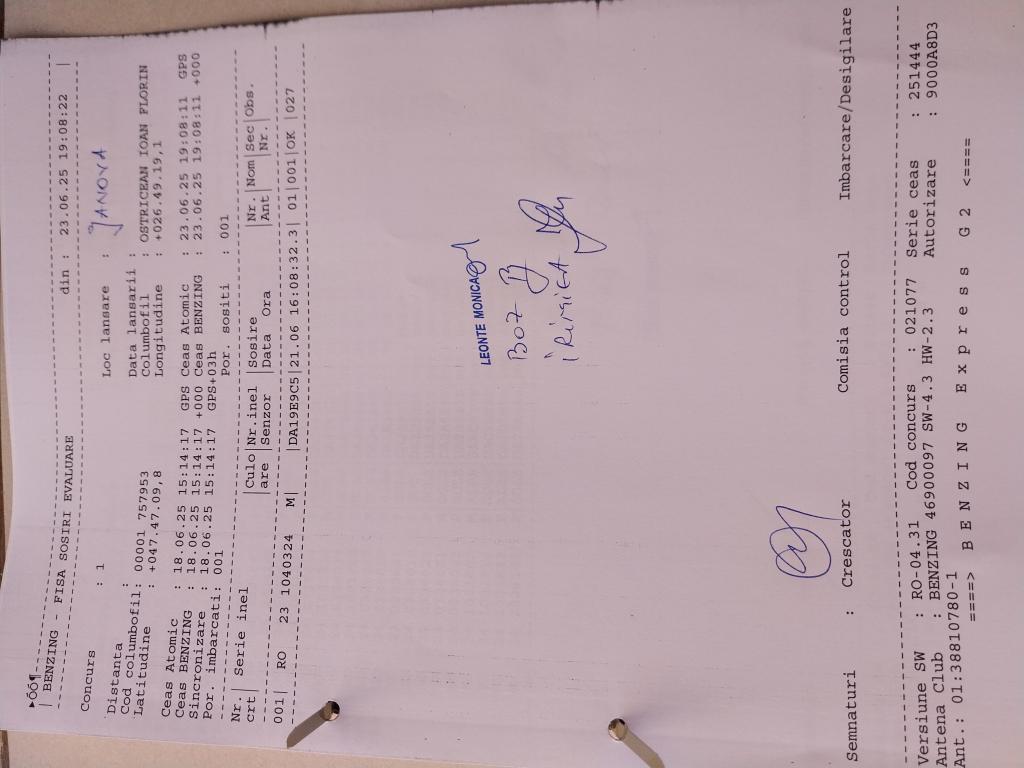 ►Õô¶
| BENZING - FISA SOSIRI EVALUARE din : 23.06.25 19:08:22 |
Concurs : 1 Loc lansare : JANOVA
Distanta Data lansarii :
Cod columbofil: 00001 757953 Columbofil : OSTRICEAN IOAN FLORIN
Latitudine : +047.47.09,8 Longitudine : +026.49.19,1
Ceas Atomic : 18.06.25 15:14:17 GPS Ceas Atomic : 23.06.25 19:08:11 GPS
Ceas BENZING : 18.06.25 15:14:17 +000 Ceas BENZING : 23.06.25 19:08:11 +000
Sincronizare : 18.06.25 15:14:17 GPS+03h
Por. imbarcati: 001 Por. sositi : 001
Nr.| Serie inel |Culo|Nr.inel |Sosire |Nr.|Nom|Sec|Obs.
crt| |are |Senzor |Data Ora |Ant |Nr.|
001| RO 23 1040324 M| |DA19E9C5|21.06 16:08:32.3| 01|001|OK |027
LEONTE MONICA
BOZ
IRIMIEA
Semnaturi : Crescator Comisia control Imbarcare/Desigilare
Versiune SW : RO-04.31 Cod concurs : 021077 Serie ceas : 251444
Antena Club : BENZING 46900097 SW-4.3 HW-2.3 Autorizare : 9000A8D3
Ant.: 01:38810780-1
====> B E N Z I N G E x p r e s s G 2 <====